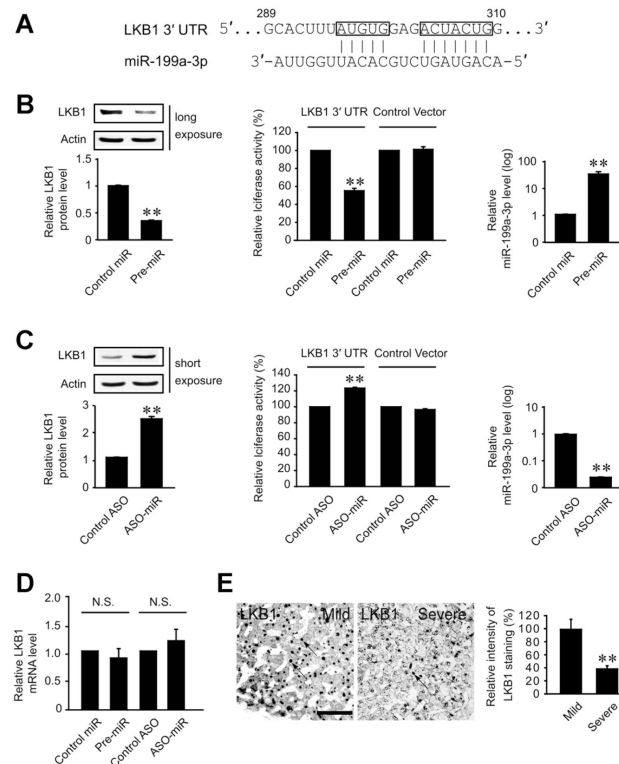 A
289 310
LKB1 3′ UTR 5′...GCACUUUAUGUGGAGACUACUGG...3′
miR-199a-3p 3′-AUUGGUUACACGUCUGAUGACA-5′
B
LKB1
Actin
long
exposure
Relative LKB1
protein level
1.5
1
0.5
0
**
Control miR
Pre-miR
LKB1 3′ UTR Control Vector
Relative lciferase activity (%)
140
120
100
80
60
40
20
0
**
Control miR
Pre-miR
Control miR
Pre-miR
Relative
miR-199a-3p level (log)
100
10
1
0
**
Control miR
Pre-miR
C
LKB1
Actin
short
exposure
Relative LKB1
protein level
3
2
1
0
**
Control ASO
ASO-miR
LKB1 3′ UTR Control Vector
Relative lciferase activity (%)
140
120
100
80
60
40
20
0
**
Control ASO
ASO-miR
Control ASO
ASO-miR
Relative
miR-199a-3p level (log)
10
1
0.1
0
**
Control ASO
ASO-miR
D
Relative LKB1
mRNA level
2.0
1.5
1.0
0.5
0
N.S. N.S.
Control miR
Pre-miR
Control ASO
ASO-miR
E
LKB1 Mild
LKB1 Severe
Relative intensity of
LKB1 staining (%)
140
120
100
80
60
40
20
0
**
Mild
Severe